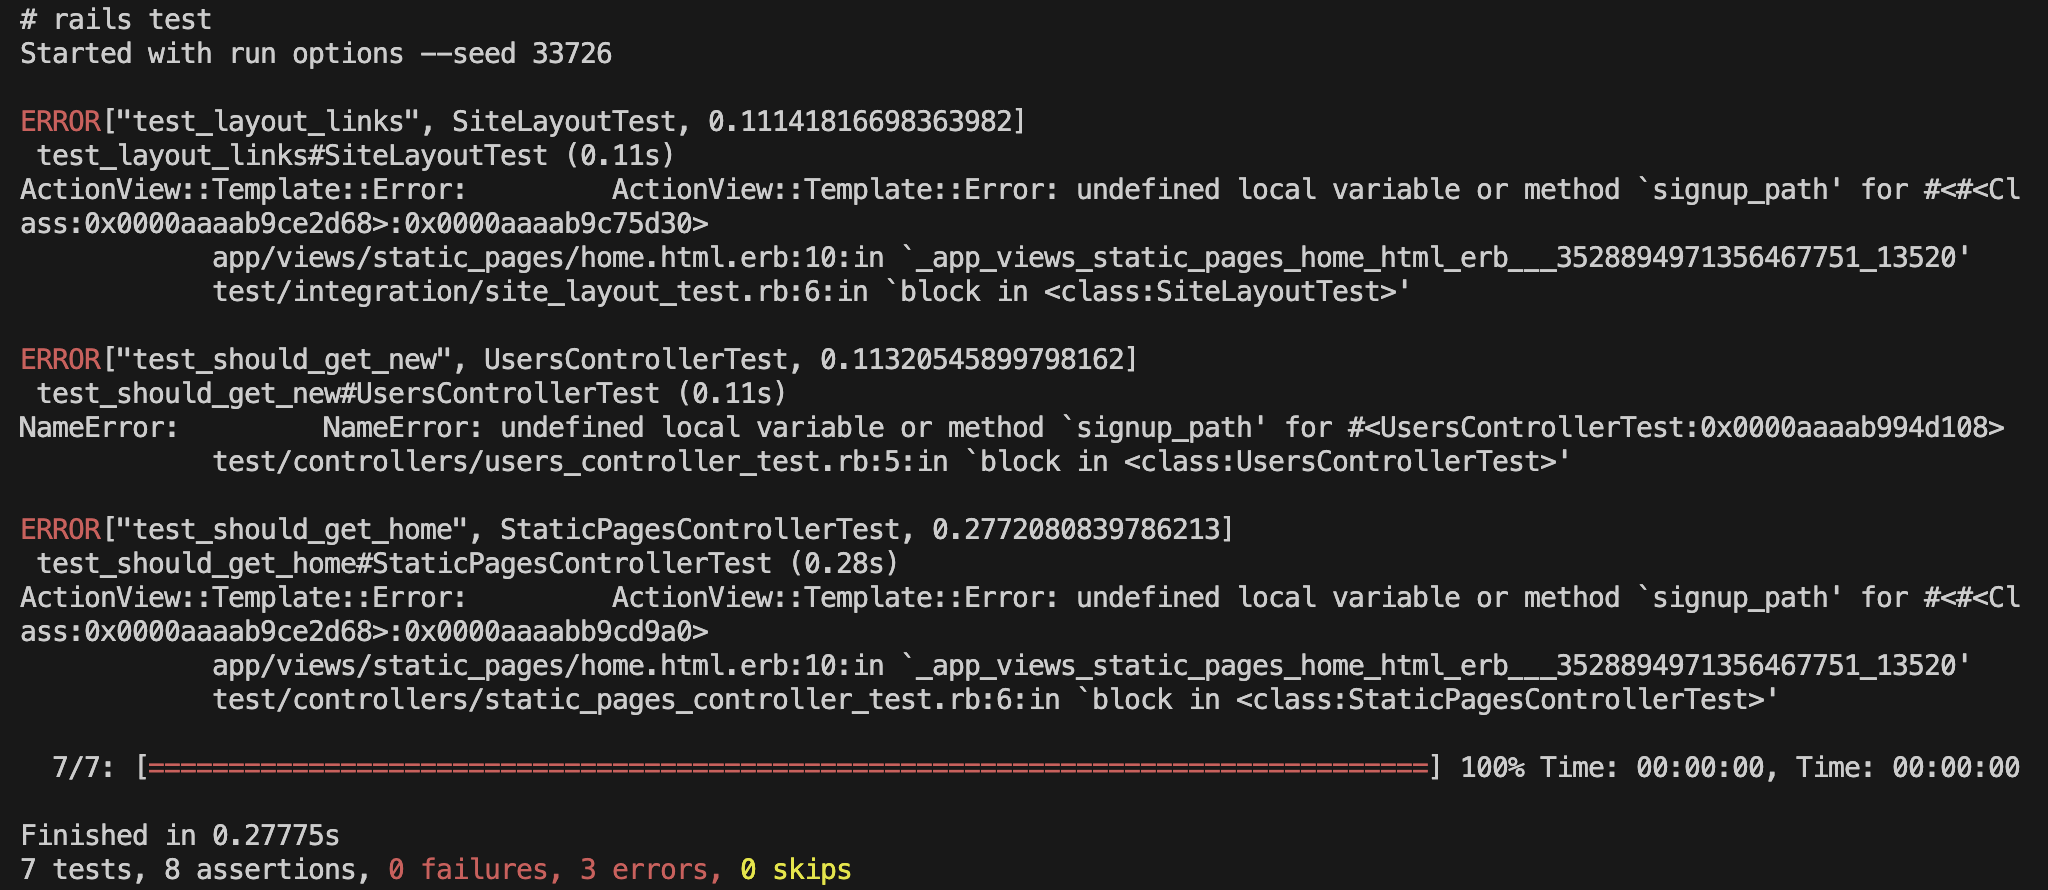 # rails test
Started with run options --seed 33726
ERROR["test_layout_links", SiteLayoutTest, 0.11141816698363982]
test_layout_links#SiteLayoutTest (0.11s)
ActionView::Template::Error:         ActionView::Template::Error: undefined local variable or method `signup_path' for #<#<Cl
ass:0x0000aaaab9ce2d68>:0x0000aaaab9c75d30>
app/views/static_pages/home.html.erb:10:in `_app_views_static_pages_home_html_erb___3528894971356467751_13520'
test/integration/site_layout_test.rb:6:in `block in <class:SiteLayoutTest>'
ERROR["test_should_get_new", UsersControllerTest, 0.11320545899798162]
test_should_get_new#UsersControllerTest (0.11s)
NameError:         NameError: undefined local variable or method `signup_path' for #<UsersControllerTest:0x0000aaaab994d108>
test/controllers/users_controller_test.rb:5:in `block in <class:UsersControllerTest>'
ERROR["test_should_get_home", StaticPagesControllerTest, 0.2772080839786213]
test_should_get_home#StaticPagesControllerTest (0.28s)
ActionView::Template::Error:         ActionView::Template::Error: undefined local variable or method `signup_path' for #<#<Cl
ass:0x0000aaaab9ce2d68>:0x0000aaaabb9cd9a0>
app/views/static_pages/home.html.erb:10:in `_app_views_static_pages_home_html_erb___3528894971356467751_13520'
test/controllers/static_pages_controller_test.rb:6:in `block in <class:StaticPagesControllerTest>'
7/7: [================================================================================] 100% Time: 00:00:00, Time: 00:00:00
Finished in 0.27775s
7 tests, 8 assertions, 0 failures, 3 errors, 0 skips